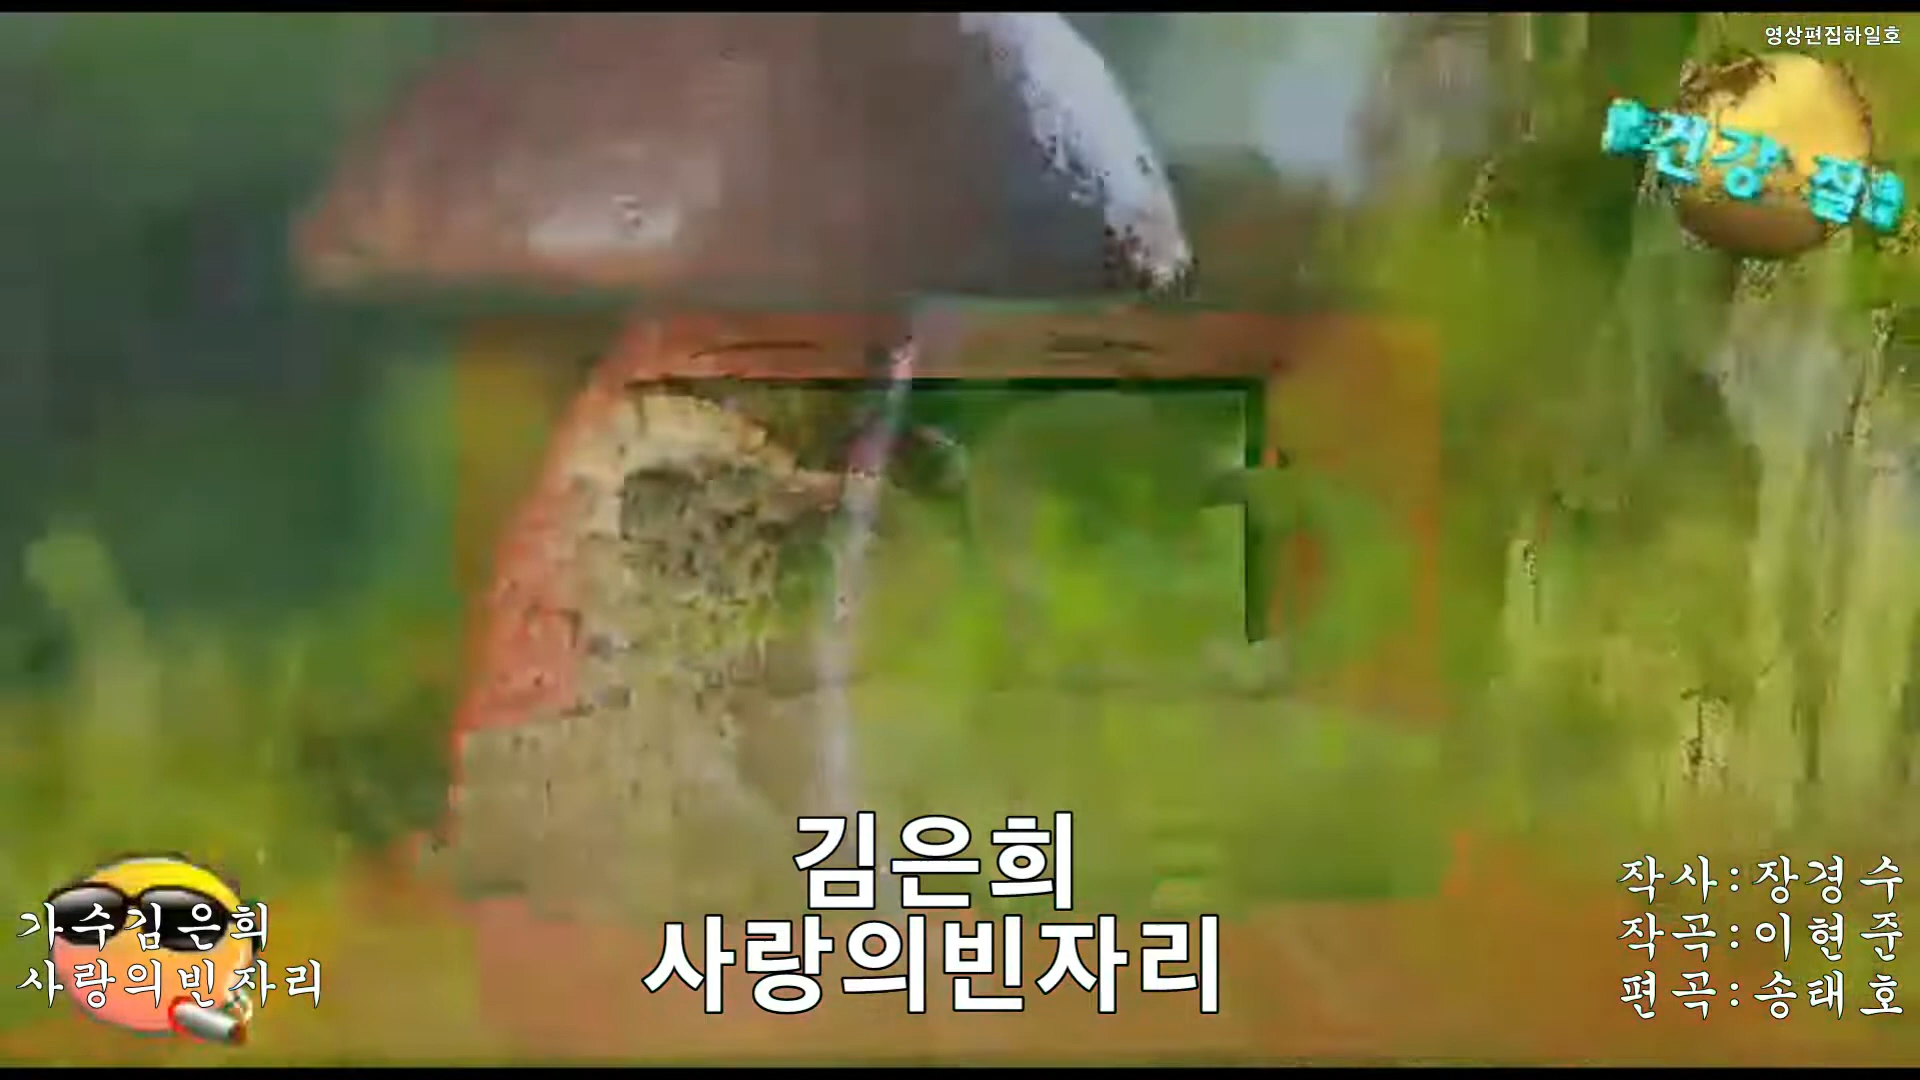 영상편집하일호
건강
김은희
사랑의빈자리
가수김은희
사랑의빈자리
작사:장경수
작곡:이현준
편곡:송태호